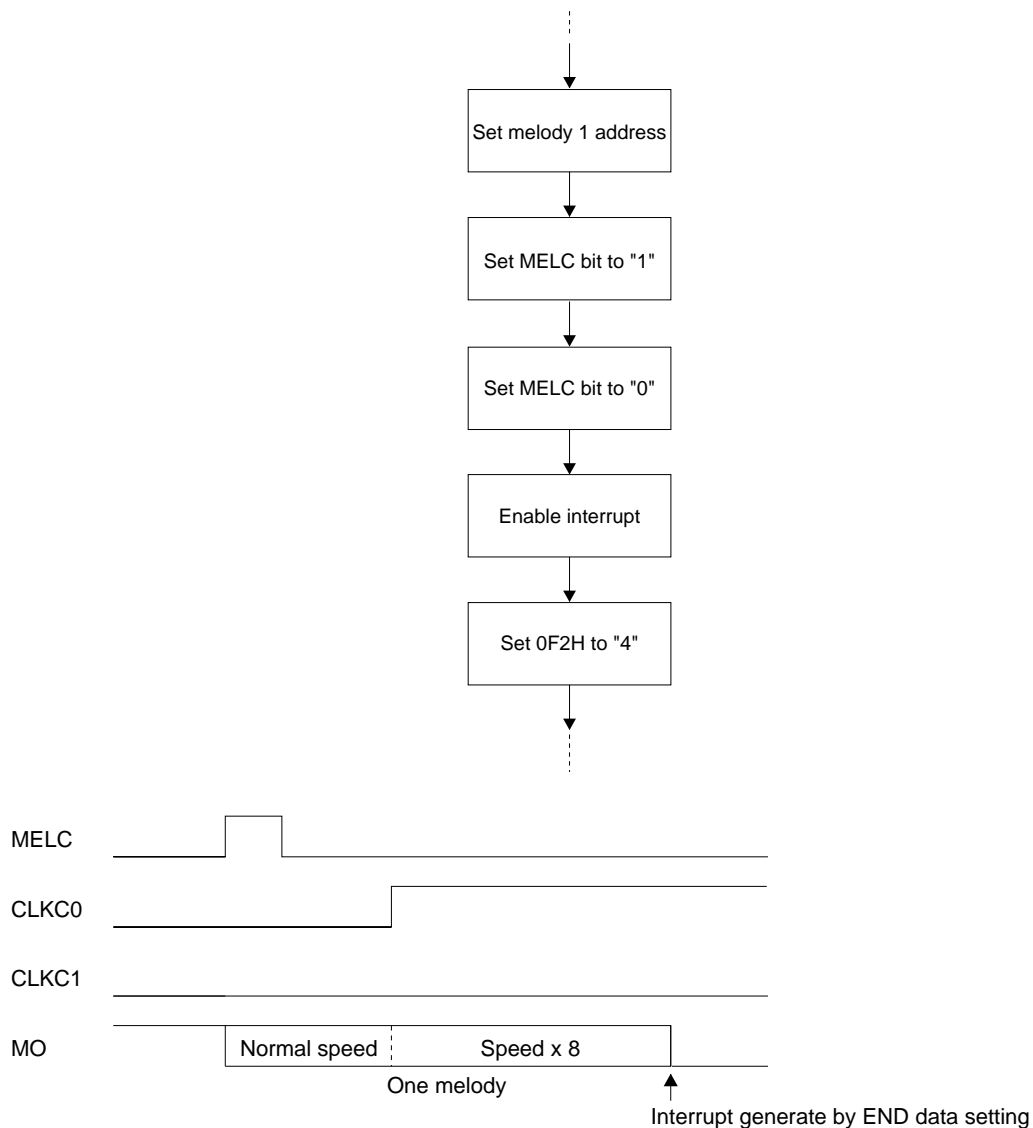 Set melody 1 address
Set MELC bit to "1"
Set MELC bit to "0"
Enable interrupt
Set 0F2H to "4"
MELC
CLKC0
CLKC1
MO
Normal speed
Speed x 8
One melody
Interrupt generate by END data setting